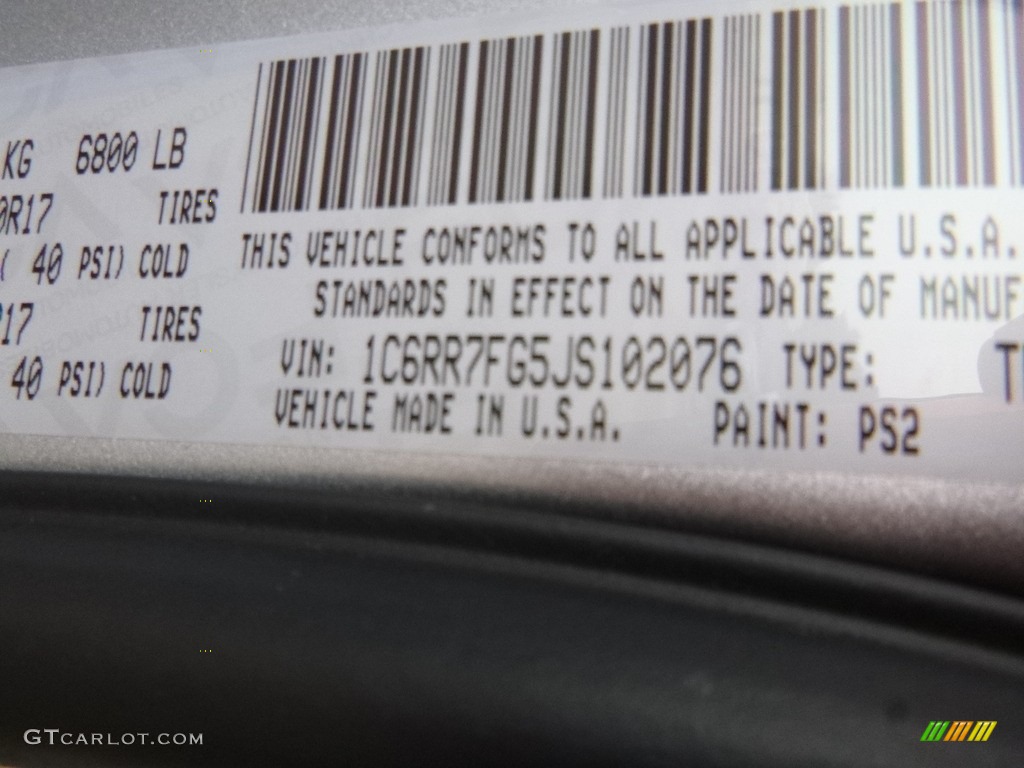 KG 6800 LB
0R17 TIRES
( 40 PSI) COLD
17 TIRES
40 PSI) COLD
THIS VEHICLE CONFORMS TO ALL APPLICABLE U.S.A.
STANDARDS IN EFFECT ON THE DATE OF MANUF
VIN: 1C6RR7FG5JS102076 TYPE: T
VEHICLE MADE IN U.S.A. PAINT: PS2
GTCARLOT.COM